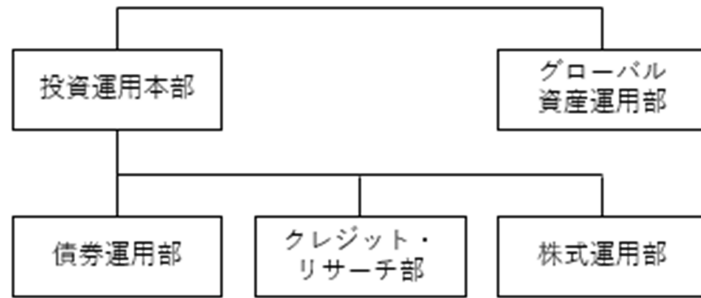 投資運用本部
グローバル
資産運用部
債券運用部
クレジット・
リサーチ部
株式運用部